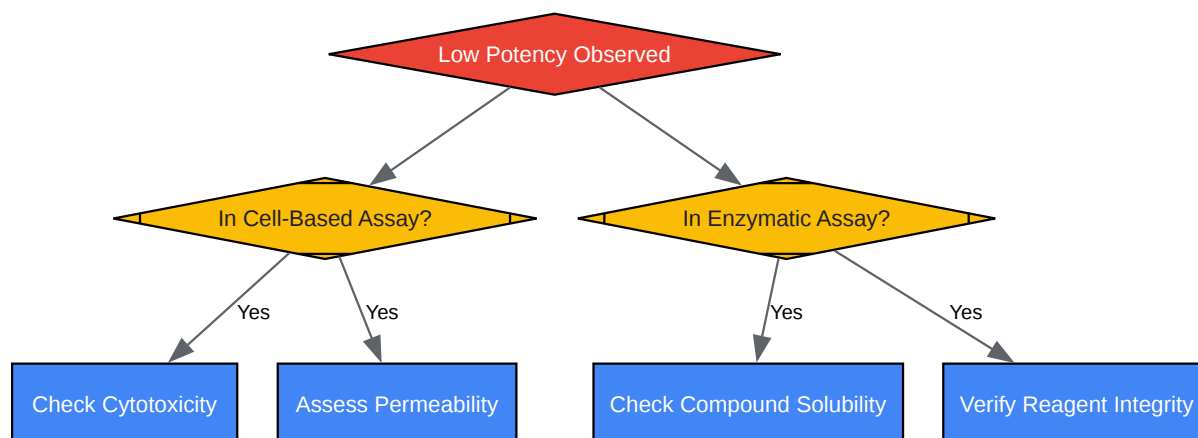 Low Potency Observed
In Cell-Based Assay?
In Enzymatic Assay?
Yes
Yes
Yes
Yes
Check Cytotoxicity
Assess Permeability
Check Compound Solubility
Verify Reagent Integrity